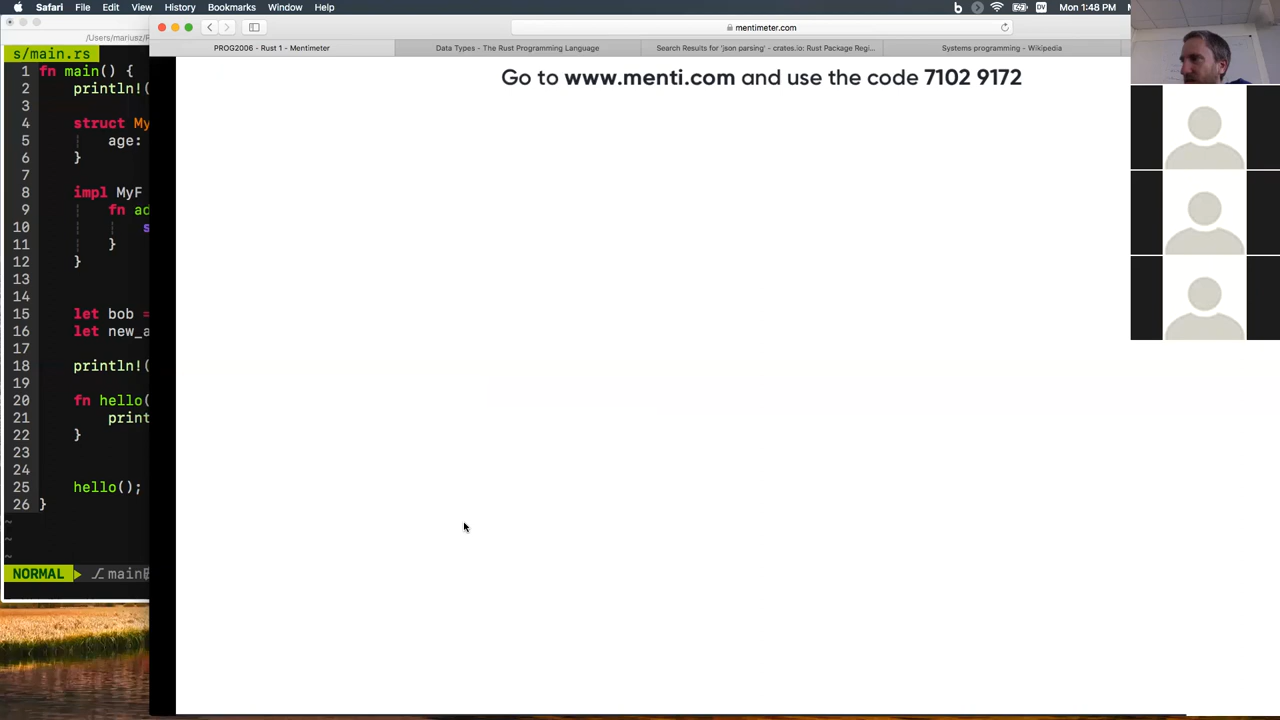 Safari File Edit View History Bookmarks Window Help
Mon 1:48 PM
/Users/mariusz/
mentimeter.com
PROG2006 - Rust 1 - Mentimeter
Data Types - The Rust Programming Language
Search Results for 'json parsing' - crates.io: Rust Package Regi...
Systems programming - Wikipedia
Go to www.menti.com and use the code 7102 9172
s/main.rs
1 fn main() {
2 println!(
3
4 struct My
5 age:
6 }
7
8 impl MyF
9 fn ad
10 s
11 }
12 }
13
14
15 let bob =
16 let new_a
17
18 println!(
19
20 fn hello(
21 print
22 }
23
24
25 hello();
26 }
~
~
~
NORMAL main